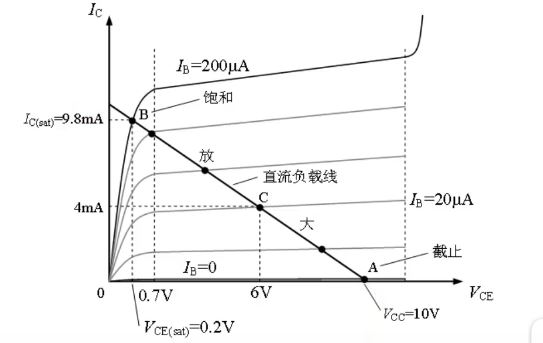 I_C
I_B=200μA
饱和
I_C(sat)=9.8mA
B
放
直流负载线
C
4mA
I_B=20μA
大
截止
I_B=0
A
0
0.7V
6V
V_CE
V_CC=10V
V_CE(sat)=0.2V